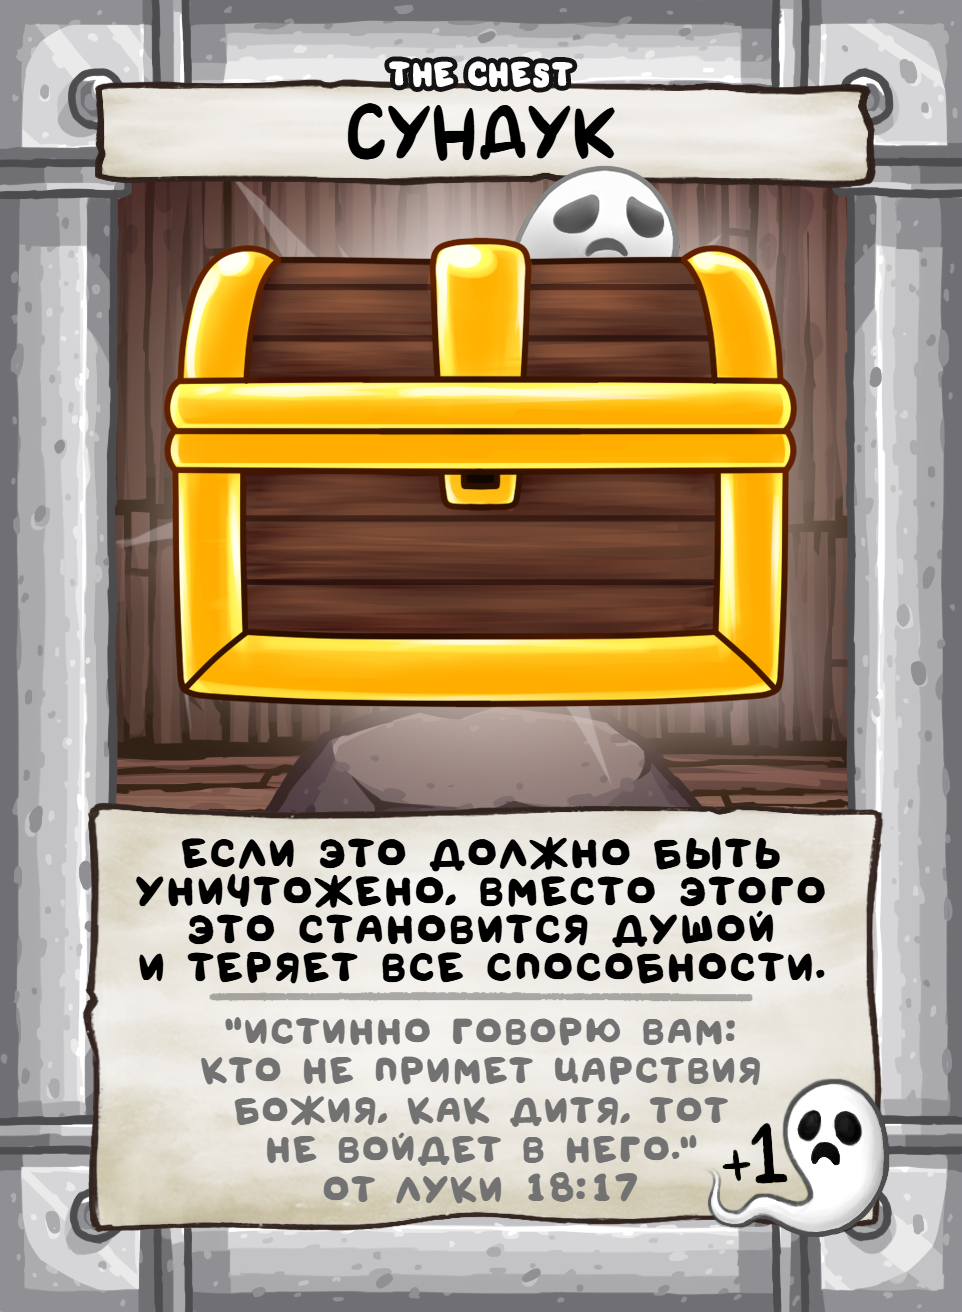 THE CHEST
СУНДУК
ЕСЛИ ЭТО ДОЛЖНО БЫТЬ
УНИЧТОЖЕНО, ВМЕСТО ЭТОГО
ЭТО СТАНОВИТСЯ ДУШОЙ
И ТЕРЯЕТ ВСЕ СПОСОБНОСТИ.
"ИСТИННО ГОВОРЮ ВАМ:
КТО НЕ ПРИМЕТ ЦАРСТВИЯ
БОЖИЯ, КАК ДИТЯ, ТОТ
НЕ ВОЙДЕТ В НЕГО."
ОТ ЛУКИ 18:17
+1